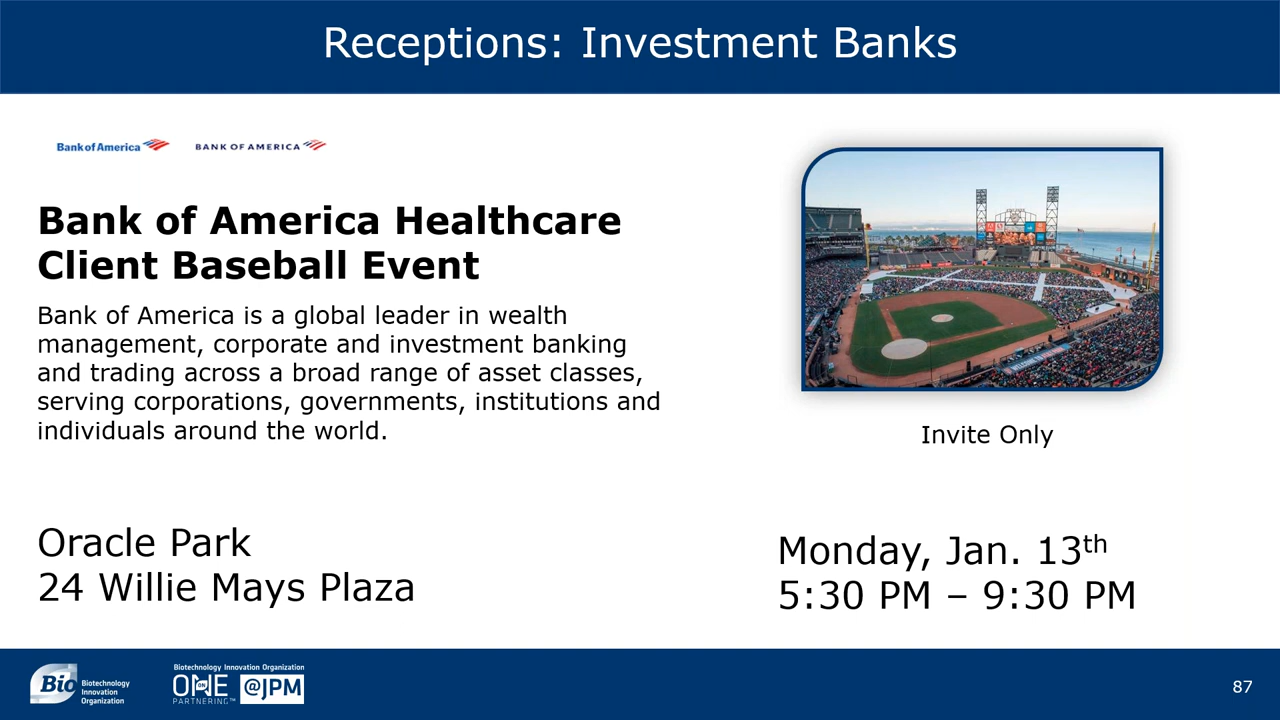 Receptions: Investment Banks
Bank of America
BANK OF AMERICA
Bank of America Healthcare
Client Baseball Event
Bank of America is a global leader in wealth
management, corporate and investment banking
and trading across a broad range of asset classes,
serving corporations, governments, institutions and
individuals around the world.
Invite Only
Oracle Park
24 Willie Mays Plaza
Monday, Jan. 13th
5:30 PM – 9:30 PM
Bio
Biotechnology
Innovation
Organization
Biotechnology Innovation Organization
ONE
ON
PARTNERING™
@JPM
87